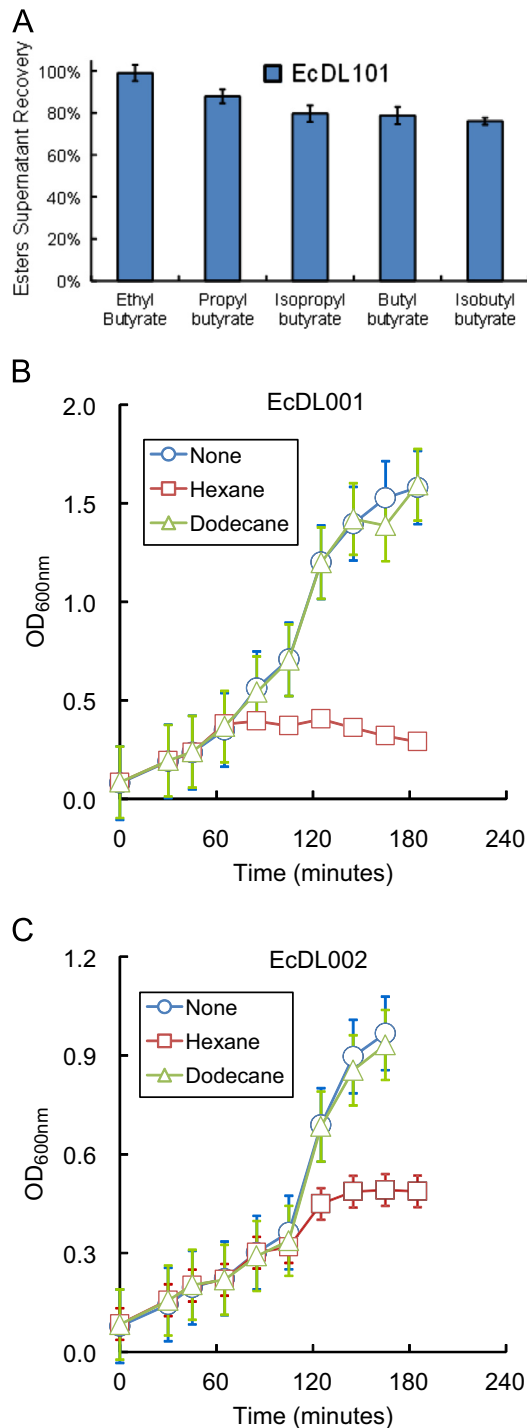 A
Esters Supernatant Recovery
100%
80%
60%
40%
20%
0%
EcDL101
Ethyl Butyrate
Propyl butyrate
Isopropyl butyrate
Butyl butyrate
Isobutyl butyrate
B
EcDL001
None
Hexane
Dodecane
OD600nm
2.0
1.5
1.0
0.5
0.0
0 60 120 180 240
Time (minutes)
C
EcDL002
None
Hexane
Dodecane
OD600nm
1.2
0.9
0.6
0.3
0.0
0 60 120 180 240
Time (minutes)